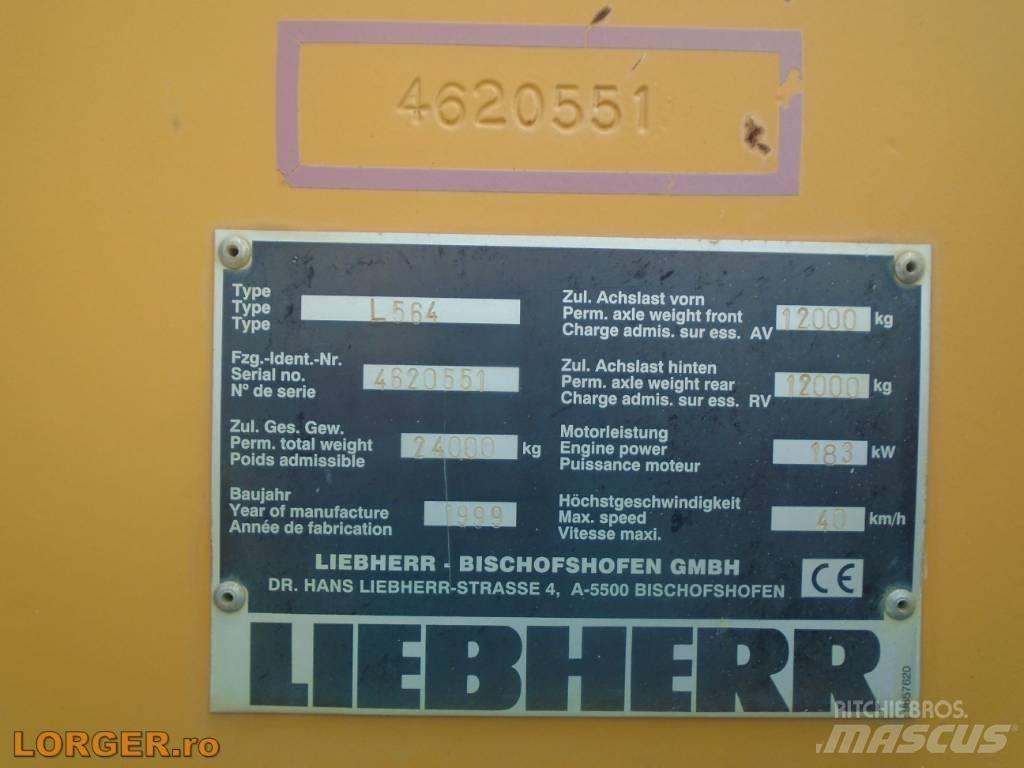 4620551
Type
Type
Type
L564
Fzg.-Ident.-Nr.
Serial no.
N° de serie
4620551
Zul. Ges. Gew.
Perm. total weight
Poids admissible
24000 kg
Baujahr
Year of manufacture
Année de fabrication
1999
Zul. Achslast vorn
Perm. axle weight front
Charge admis. sur ess. AV
12000 kg
Zul. Achslast hinten
Perm. axle weight rear
Charge admis. sur ess. RV
12000 kg
Motorleistung
Engine power
Puissance moteur
183 kW
Höchstgeschwindigkeit
Max. speed
Vitesse maxi.
40 km/h
LIEBHERR - BISCHOFSHOFEN GMBH
DR. HANS LIEBHERR-STRASSE 4, A-5500 BISCHOFSHOFEN
CE
LIEBHERR
LORGER.ro
RITCHIE BROS.
MASCUS